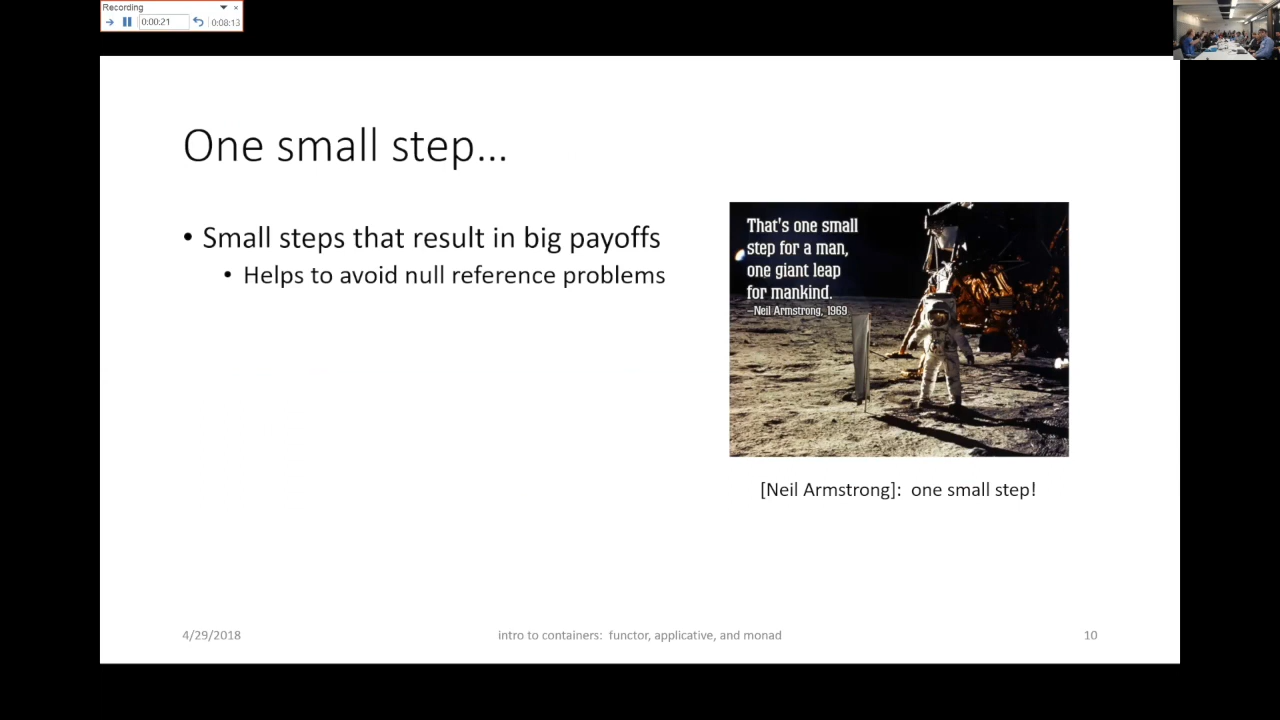 Recording
0:00:21
0:08:13
One small step...
• Small steps that result in big payoffs
• Helps to avoid null reference problems
That's one small
step for a man,
one giant leap
for mankind.
–Neil Armstrong, 1969
[Neil Armstrong]:  one small step!
4/29/2018
intro to containers:  functor, applicative, and monad
10